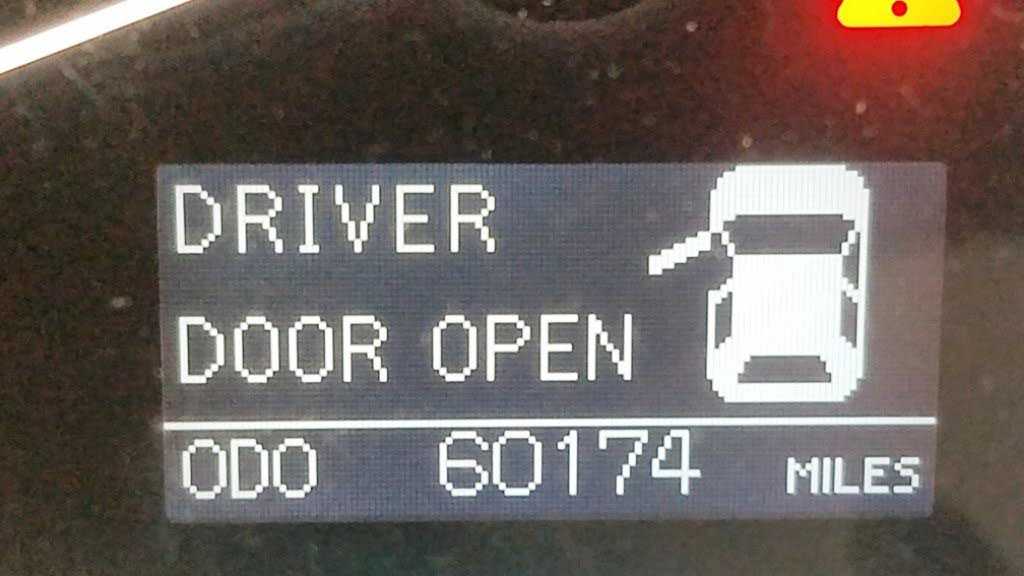 DRIVER
DOOR OPEN
ODO 60174 MILES